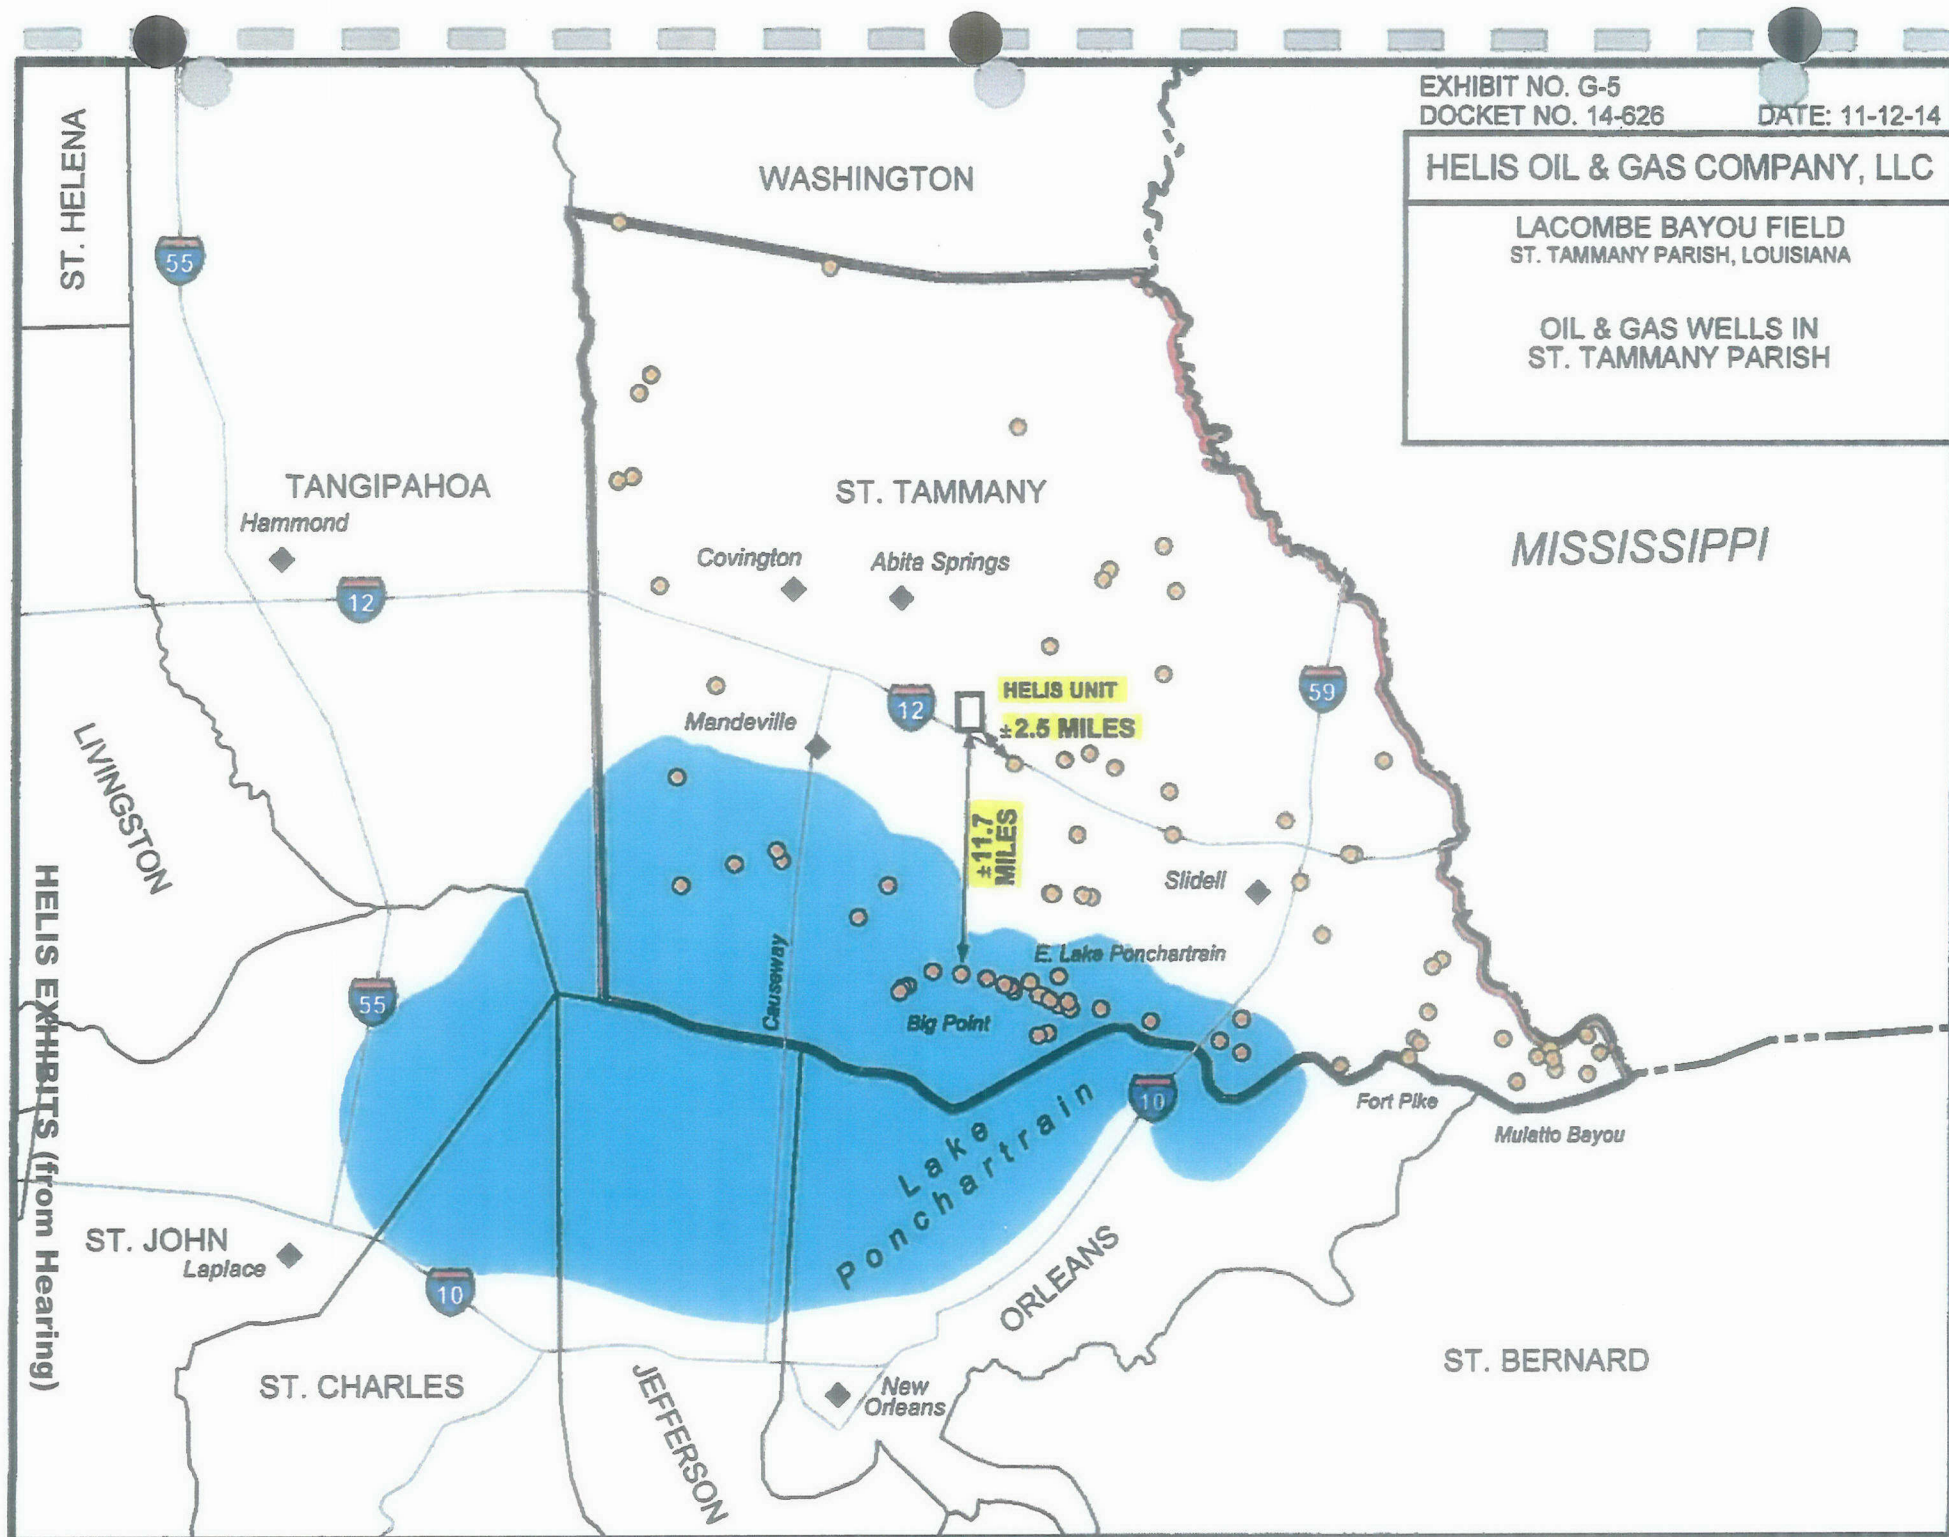 EXHIBIT NO. G-5
DOCKET NO. 14-626 DATE: 11-12-14
HELIS OIL & GAS COMPANY, LLC
LACOMBE BAYOU FIELD
ST. TAMMANY PARISH, LOUISIANA
OIL & GAS WELLS IN
ST. TAMMANY PARISH
ST. HELENA
WASHINGTON
55
TANGIPAHOA
Hammond
12
ST. TAMMANY
Covington
Abita Springs
MISSISSIPPI
HELIS UNIT
±2.5 MILES
12
59
Mandeville
LIVINGSTON
±11.7
MILES
Slidell
Causeway
E. Lake Ponchartrain
Big Point
55
10
Fort Pike
Mulatto Bayou
Lake
Ponchartrain
ST. JOHN
Laplace
10
ORLEANS
ST. CHARLES
JEFFERSON
New
Orleans
ST. BERNARD
HELIS EXHIBITS (from Hearing)